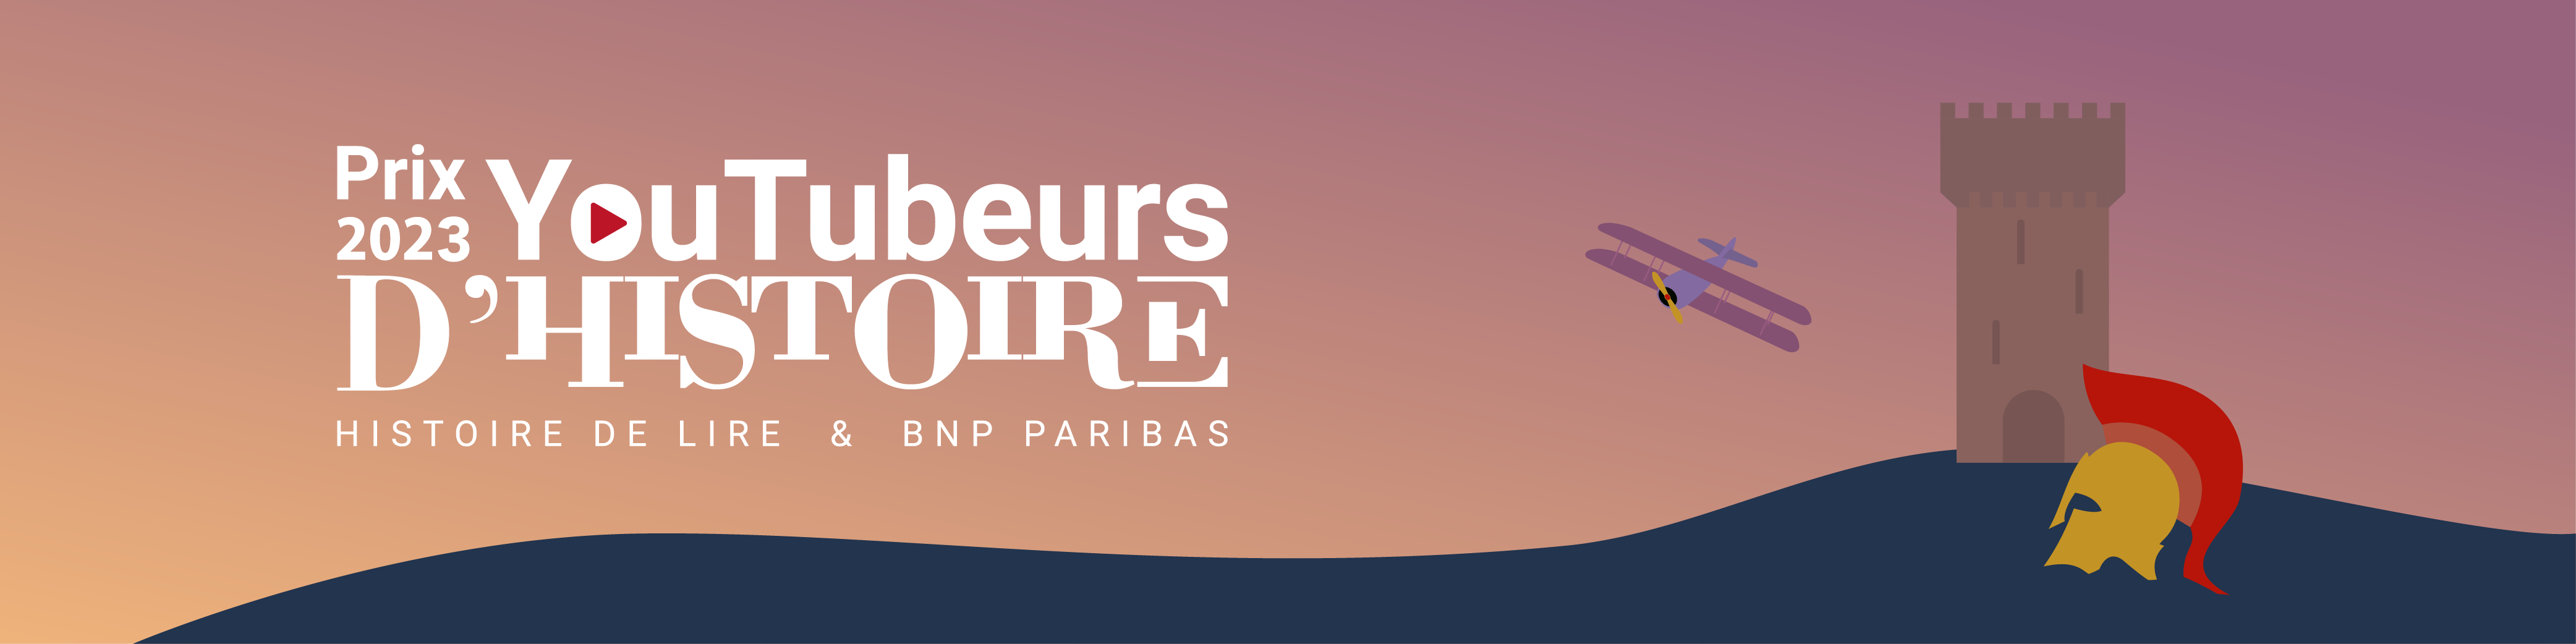 Prix
2023
YouTubeurs
D'HISTOIRE
HISTOIRE DE LIRE & BNP PARIBAS